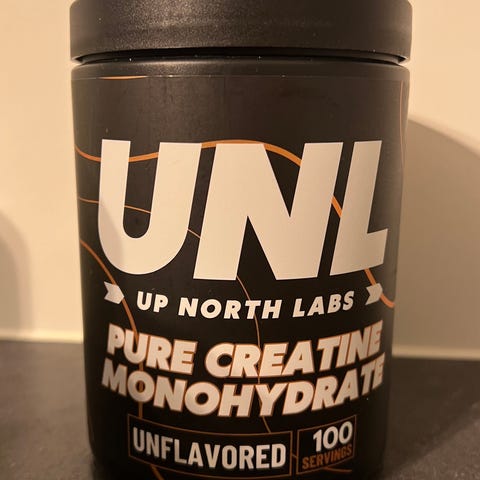 UNL
UP NORTH LABS
PURE CREATINE
MONOHYDRATE
UNFLAVORED
100
SERVINGS